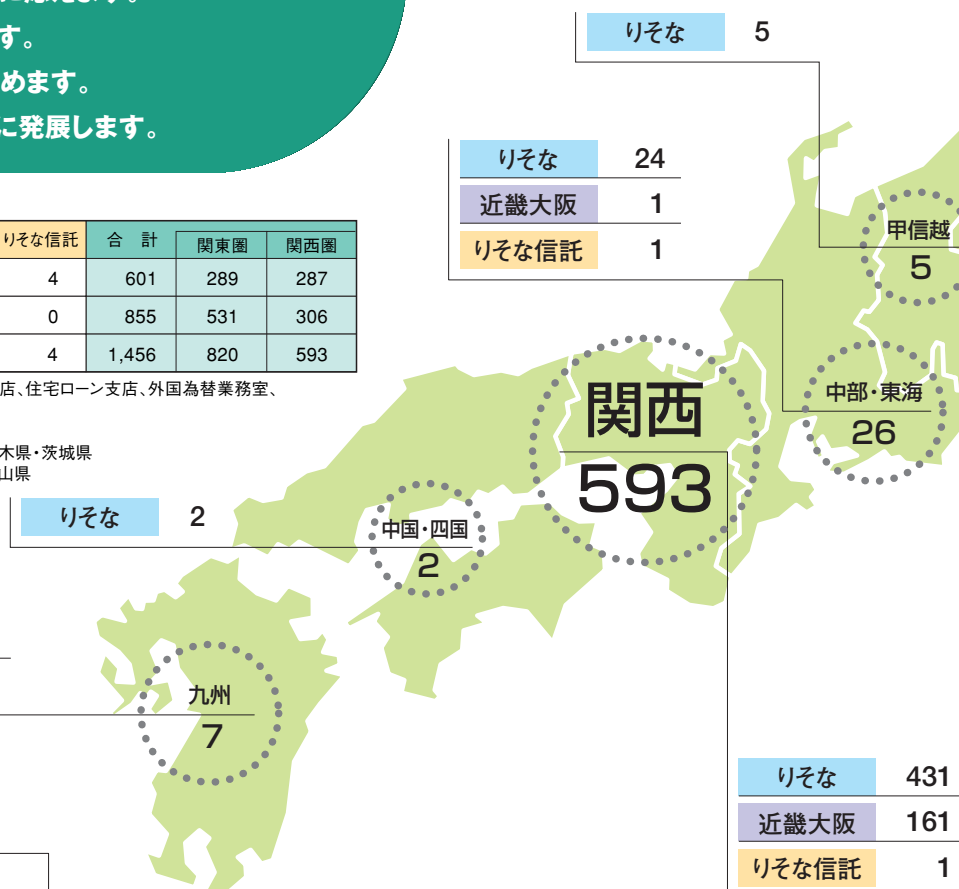 に応えます。
す。
めます。
に発展します。
りそな 5
りそな 24
近畿大阪 1
りそな信託 1
りそな信託 合 計 関東圏 関西圏
4 601 289 287
0 855 531 306
4 1,456 820 593
店、住宅ローン支店、外国為替業務室、
木県・茨城県
山県
甲信越
5
中部・東海
26
関西
593
りそな 2
中国・四国
2
九州
7
りそな 431
近畿大阪 161
りそな信託 1